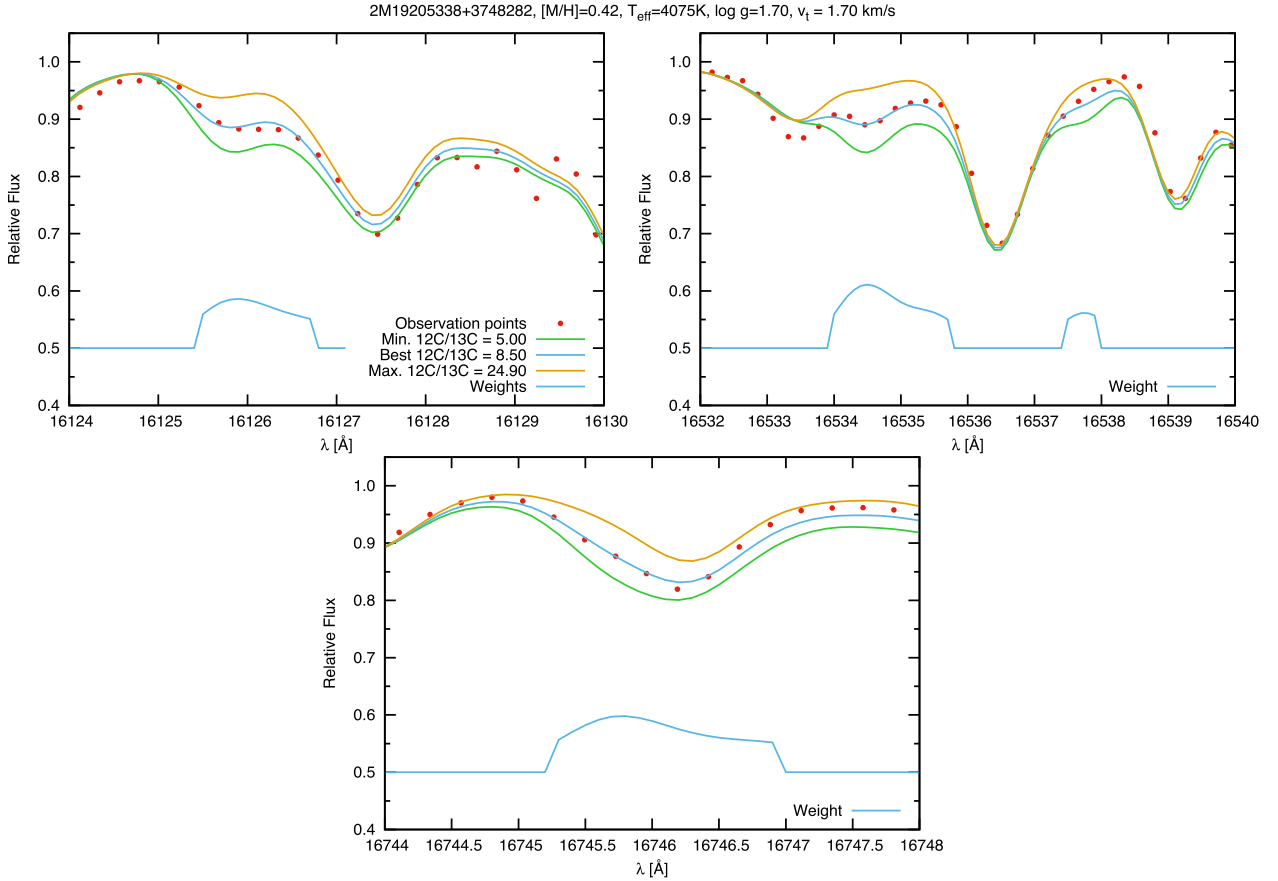 2M19205338+3748282, [M/H]=0.42, Teff=4075K, log g=1.70, vt = 1.70 km/s
1.0
0.9
0.8
0.7
0.6
0.5
0.4
Relative Flux
Observation points
Min. 12C/13C = 5.00
Best 12C/13C = 8.50
Max. 12C/13C = 24.90
Weights
16124 16125 16126 16127 16128 16129 16130
λ [Å]
1.0
0.9
0.8
0.7
0.6
0.5
0.4
Relative Flux
Weight
16532 16533 16534 16535 16536 16537 16538 16539 16540
λ [Å]
1.0
0.9
0.8
0.7
0.6
0.5
0.4
Relative Flux
Weight
16744 16744.5 16745 16745.5 16746 16746.5 16747 16747.5 16748
λ [Å]